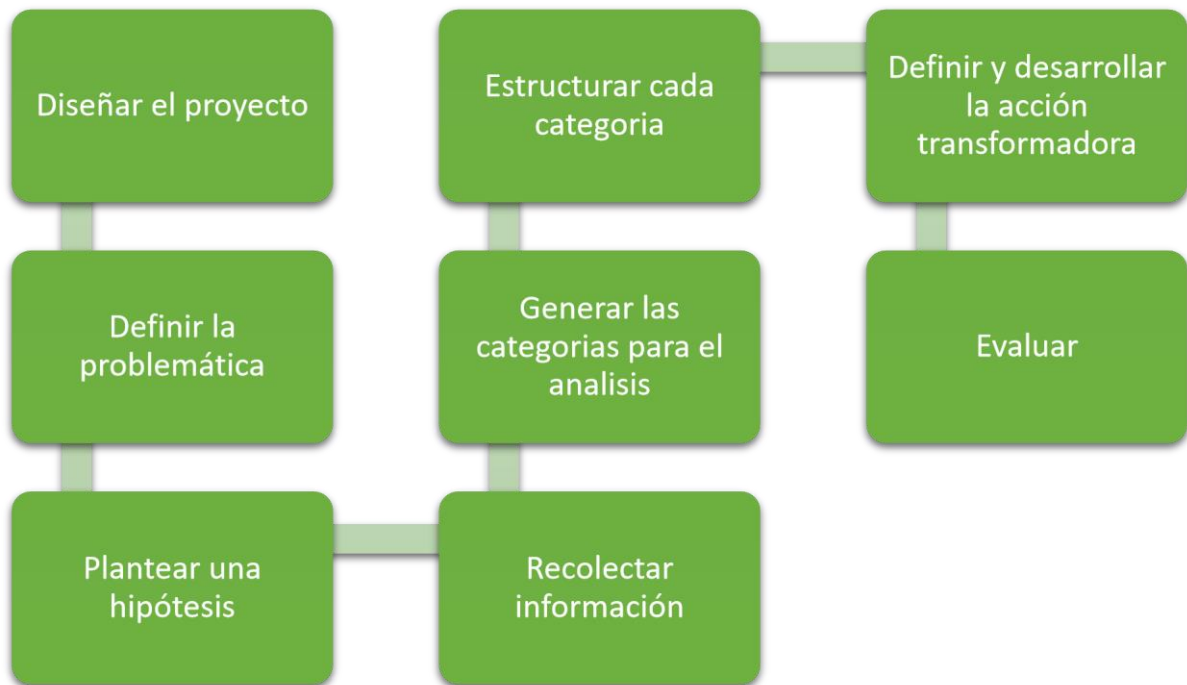 Diseñar el proyecto
Definir la
problemática
Plantear una
hipótesis
Recolectar
información
Generar las
categorias para el
analisis
Estructurar cada
categoria
Definir y desarrollar
la acción
transformadora
Evaluar